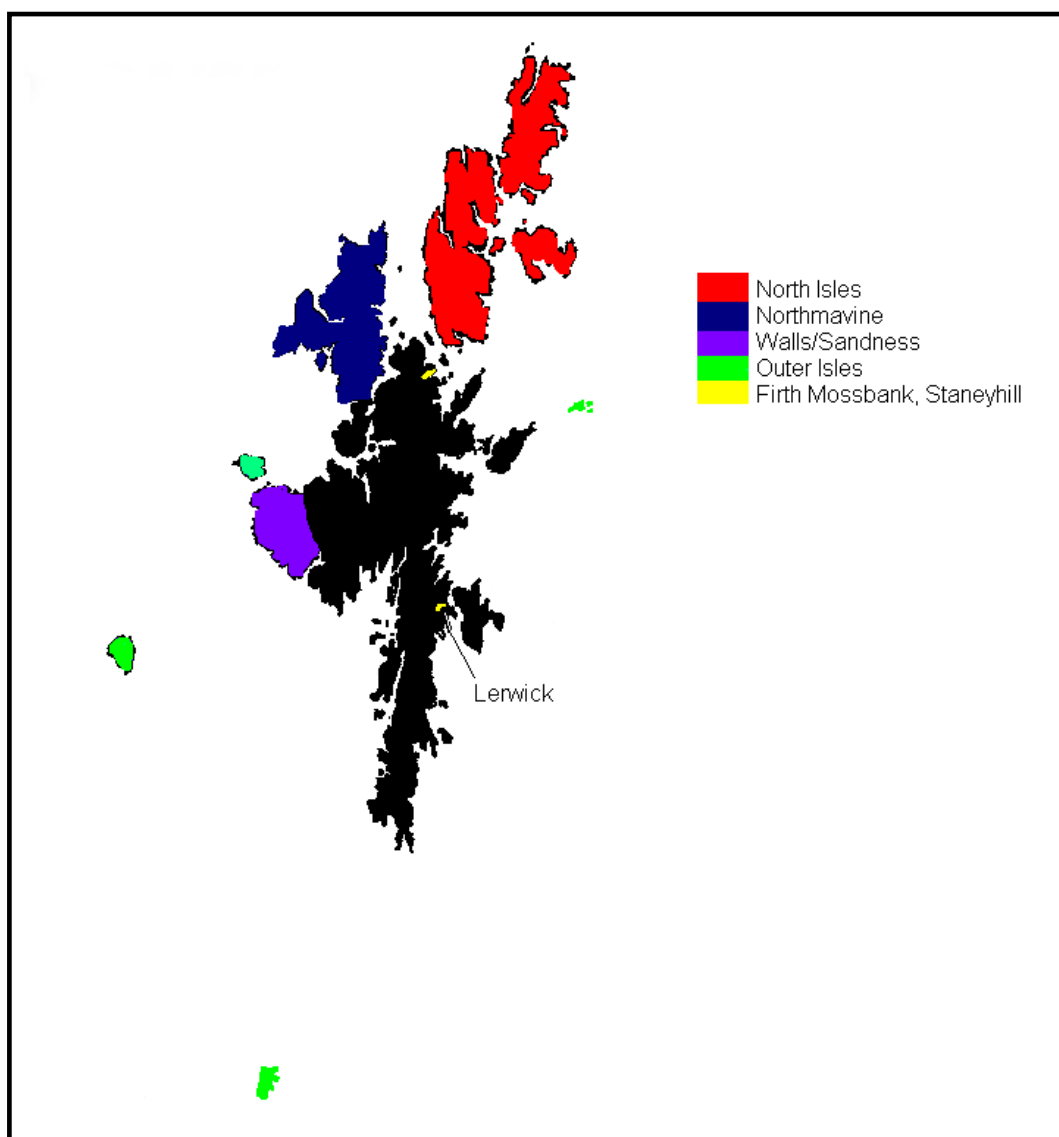 North Isles
Northmavine
Walls/Sandness
Outer Isles
Firth Mossbank, Staneyhill
Lerwick